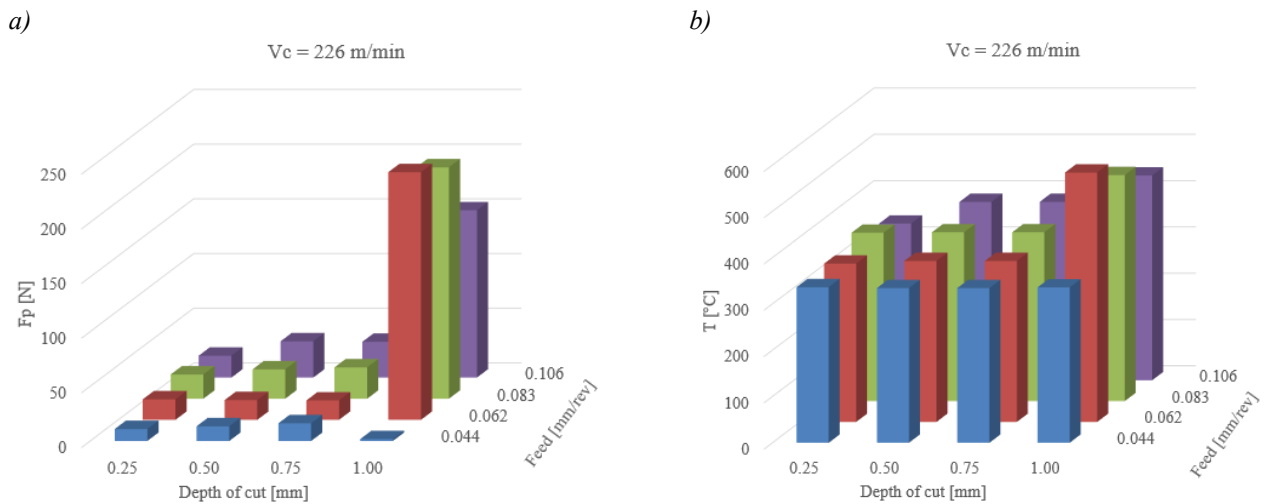 a)
Vc = 226 m/min
250
200
150
100
50
0
Fp [N]
0.25 0.50 0.75 1.00
Depth of cut [mm]
0.106
0.083
0.062
0.044
Feed [mm/rev]
b)
Vc = 226 m/min
600
500
400
300
200
100
0
T [°C]
0.25 0.50 0.75 1.00
Depth of cut [mm]
0.106
0.083
0.062
0.044
Feed [mm/rev]